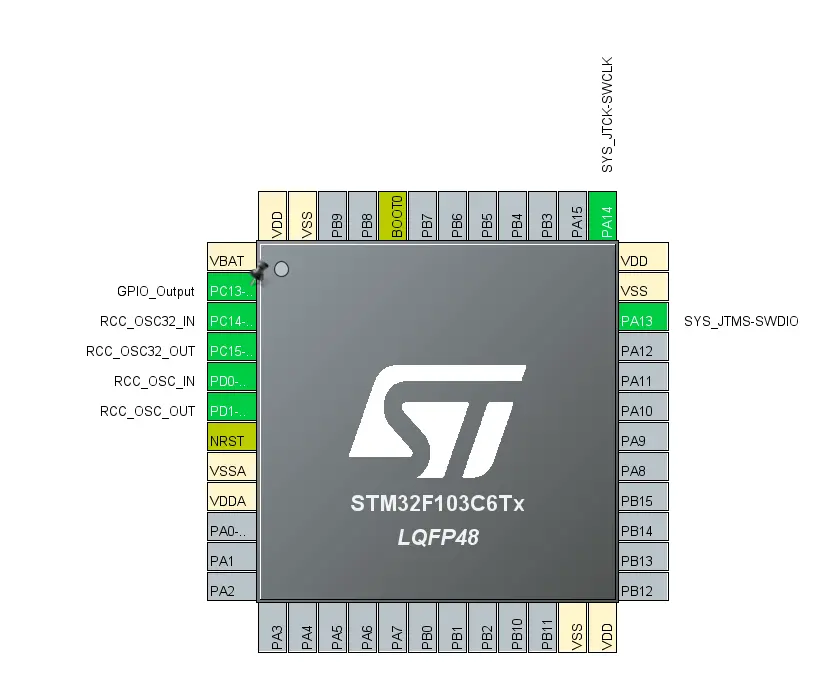 SYS_JTCK-SWCLK
VDD
VSS
PB9
PB8
BOOT0
PB7
PB6
PB5
PB4
PB3
PA15
PA14
VBAT
GPIO_Output
PC13-..
RCC_OSC32_IN
PC14-..
RCC_OSC32_OUT
PC15-..
RCC_OSC_IN
PD0-..
RCC_OSC_OUT
PD1-..
NRST
VSSA
VDDA
PA0-..
PA1
PA2
ST
STM32F103C6Tx
LQFP48
VDD
VSS
PA13
SYS_JTMS-SWDIO
PA12
PA11
PA10
PA9
PA8
PB15
PB14
PB13
PB12
PA3
PA4
PA5
PA6
PA7
PB0
PB1
PB2
PB10
PB11
VSS
VDD